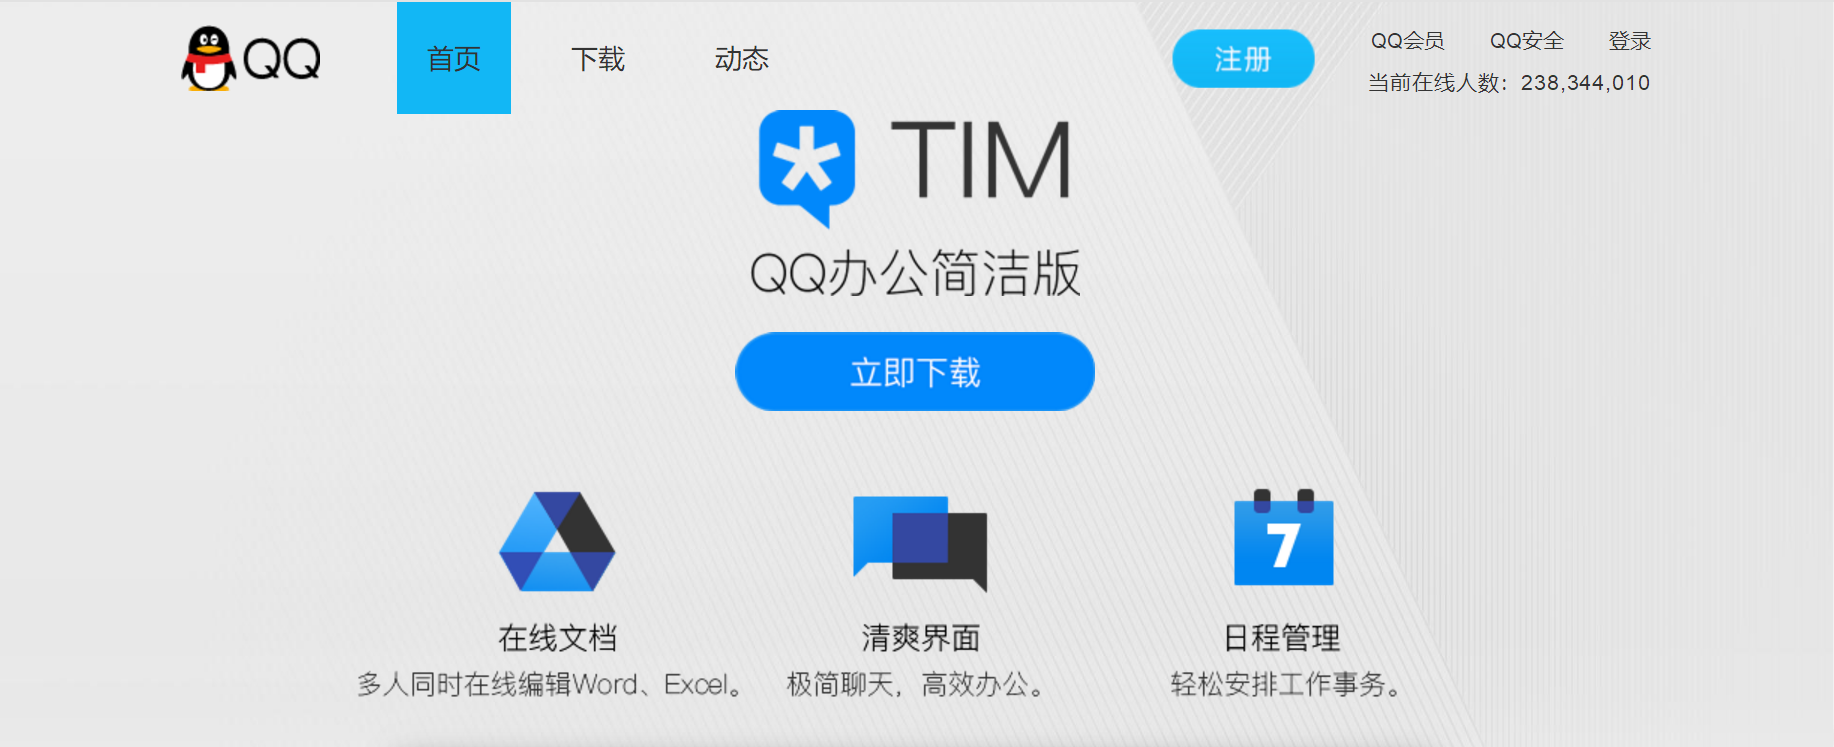 QQ
首页 下载 动态
注册
QQ会员 QQ安全 登录
当前在线人数：238,344,010
TIM
QQ办公简洁版
立即下载
7
在线文档 清爽界面 日程管理
多人同时在线编辑Word、Excel。 极简聊天，高效办公。 轻松安排工作事务。